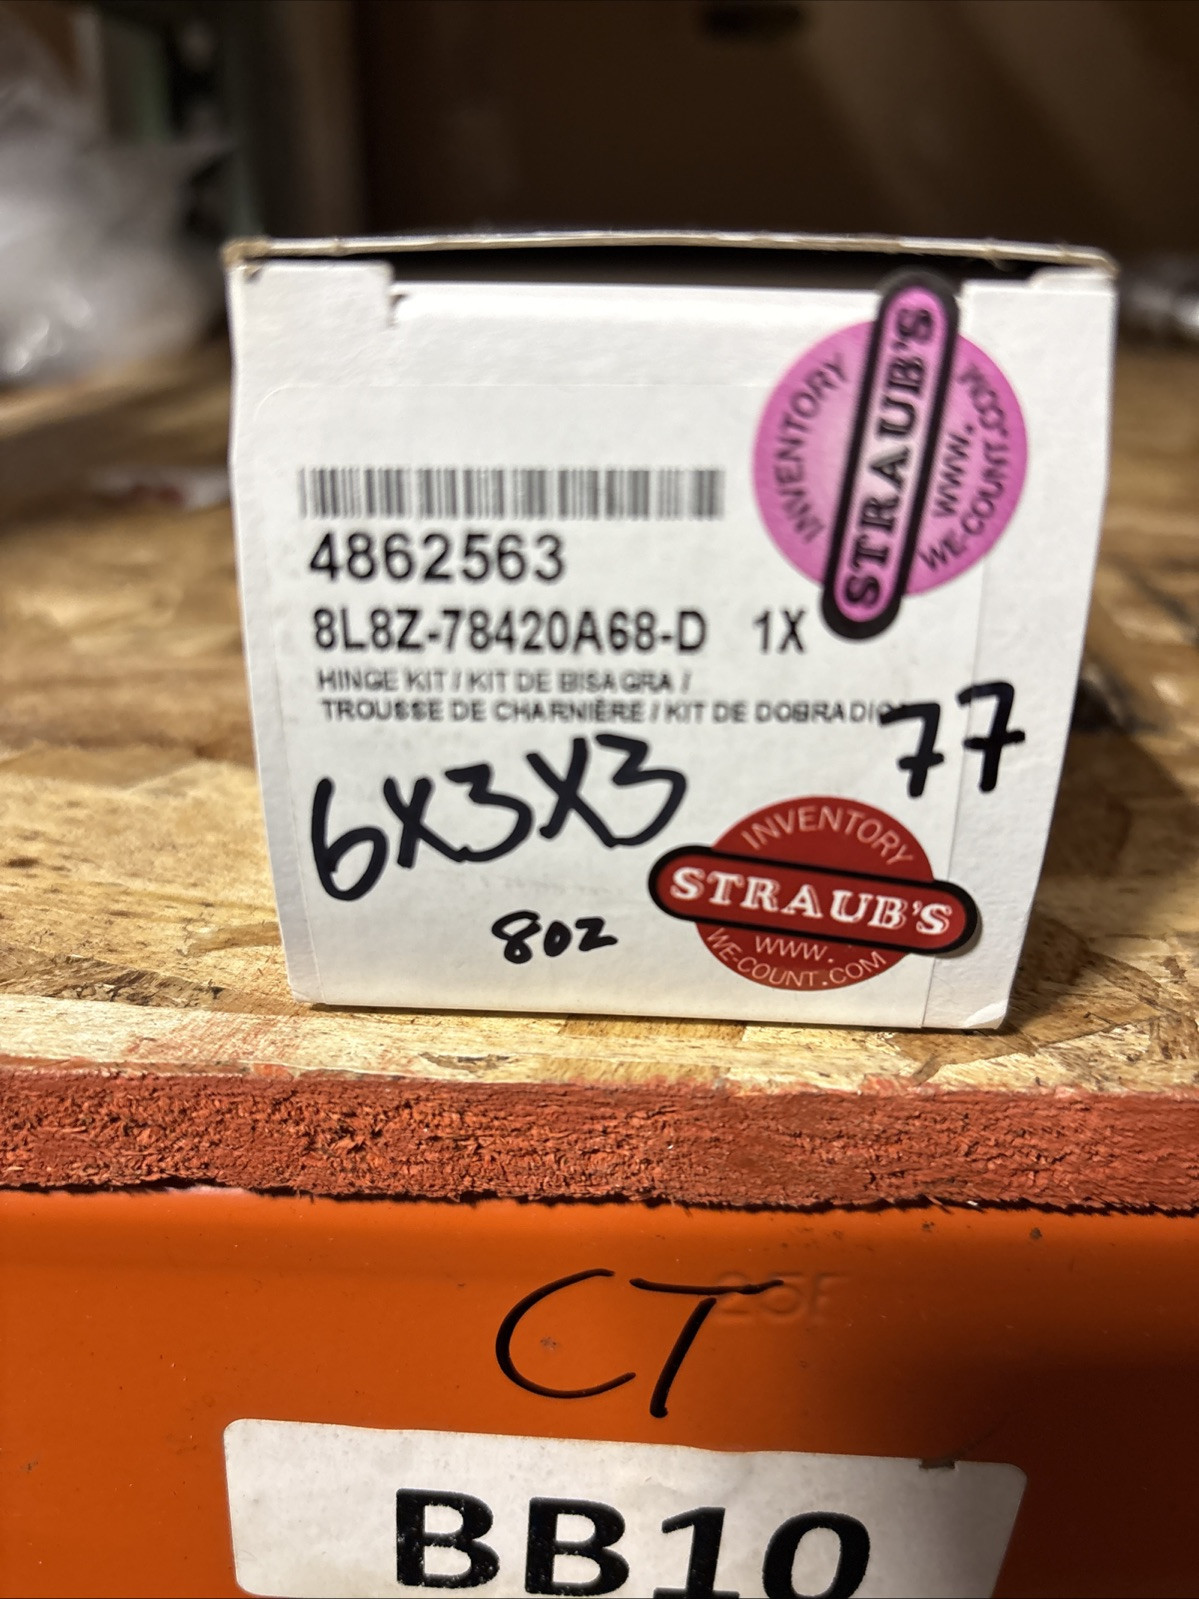 INVENTORY
STRAUB'S
WWW.
WE-COUNT.COM
4862563
8L8Z-78420A68-D 1X
HINGE KIT / KIT DE BISAGRA /
TROUSSE DE CHARNIÈRE / KIT DE
77
6X3X3
INVENTORY
STRAUB'S
WWW.
WE-COUNT.COM
8oz
CT
BB10